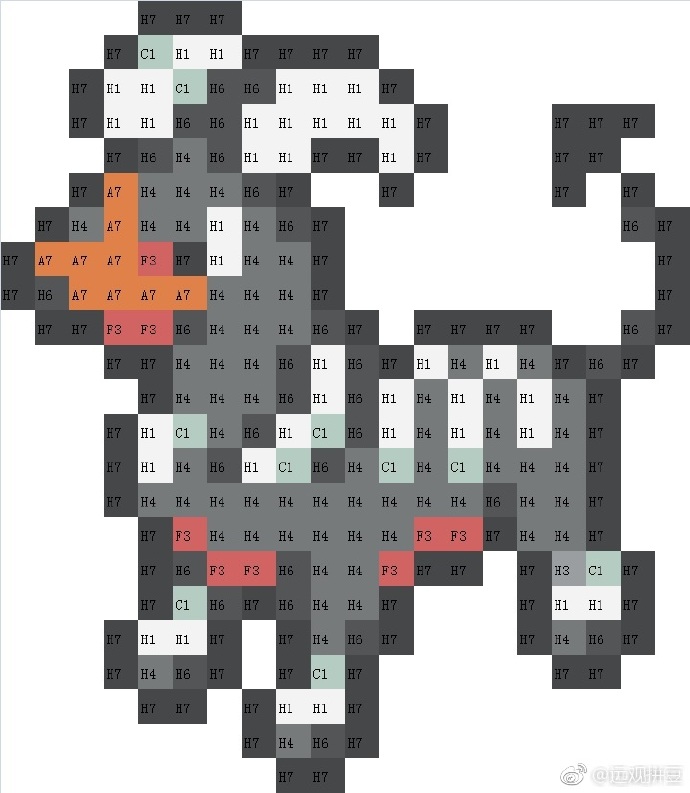 H7 H7 H7
H7 C1 H1 H1 H7 H7 H7 H7
H7 H1 H1 C1 H6 H6 H1 H1 H1 H7
H7 H1 H1 H6 H6 H1 H1 H1 H1 H1 H7 H7 H7 H7
H7 H6 H4 H6 H1 H1 H7 H7 H1 H7 H7 H7
H7 A7 H4 H4 H4 H6 H7 H7 H7 H7
H7 H4 A7 H4 H4 H1 H4 H6 H7 H6 H7
H7 A7 A7 A7 F3 H7 H1 H4 H4 H7 H7
H7 H6 A7 A7 A7 A7 H4 H4 H4 H7 H7
H7 H7 F3 F3 H6 H4 H4 H4 H6 H7 H7 H7 H7 H7 H6 H7
H7 H7 H4 H4 H4 H6 H1 H6 H7 H1 H4 H1 H4 H7 H6 H7
H7 H4 H4 H4 H6 H1 H6 H1 H4 H1 H4 H1 H4 H7
H7 H1 C1 H4 H6 H1 C1 H6 H1 H4 H1 H4 H1 H4 H7
H7 H1 H4 H6 H1 C1 H6 H4 C1 H4 C1 H4 H4 H4 H7
H7 H4 H4 H4 H4 H4 H4 H4 H4 H4 H4 H6 H4 H4 H7
H7 F3 H4 H4 H4 H4 H4 H4 F3 F3 H7 H4 H4 H7
H7 H6 F3 F3 H6 H4 H4 F3 H7 H7 H7 H3 C1 H7
H7 C1 H6 H7 H6 H4 H4 H7 H7 H1 H1 H7
H7 H1 H1 H7 H7 H4 H6 H7 H7 H4 H6 H7
H7 H4 H6 H7 H7 C1 H7 H7 H7
H7 H7 H7 H1 H1 H7
H7 H4 H6 H7
H7 H7
@远观拼豆